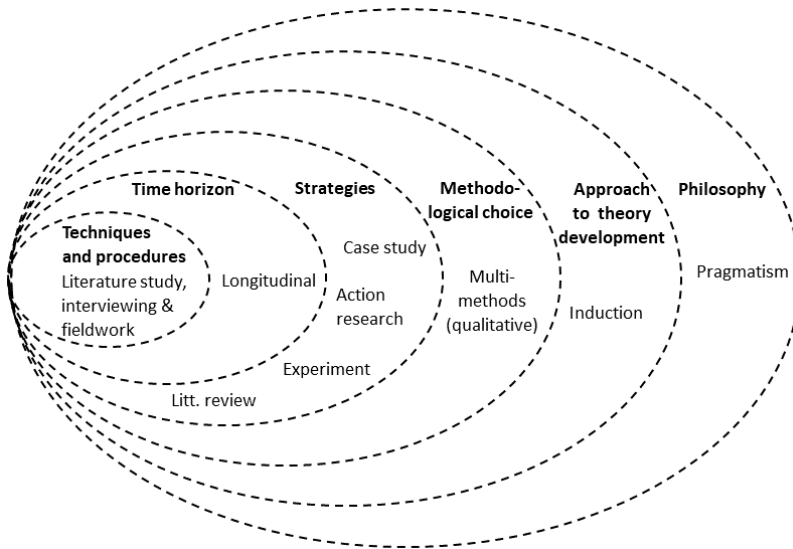 Time horizon
Strategies
Methodo-
logical choice
Approach
to theory
development
Philosophy
Techniques
and procedures
Literature study,
interviewing &
fieldwork
Longitudinal
Case study
Action
research
Experiment
Litt. review
Multi-
methods
(qualitative)
Induction
Pragmatism